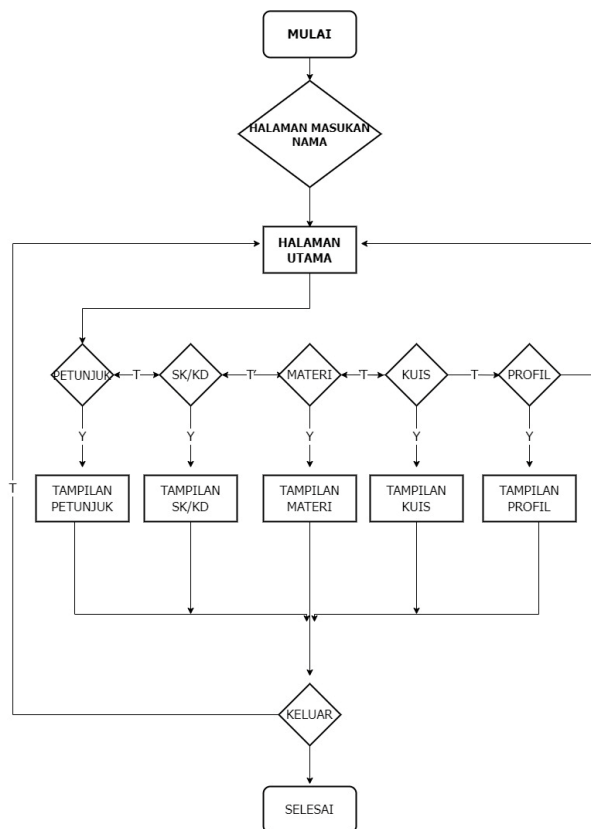 MULAI
HALAMAN MASUKAN
NAMA
HALAMAN
UTAMA
PETUNJUK
T
SK/KD
T
MATERI
T
KUIS
T
PROFIL
Y
Y
Y
Y
Y
T
TAMPILAN
PETUNJUK
TAMPILAN
SK/KD
TAMPILAN
MATERI
TAMPILAN
KUIS
TAMPILAN
PROFIL
KELUAR
SELESAI